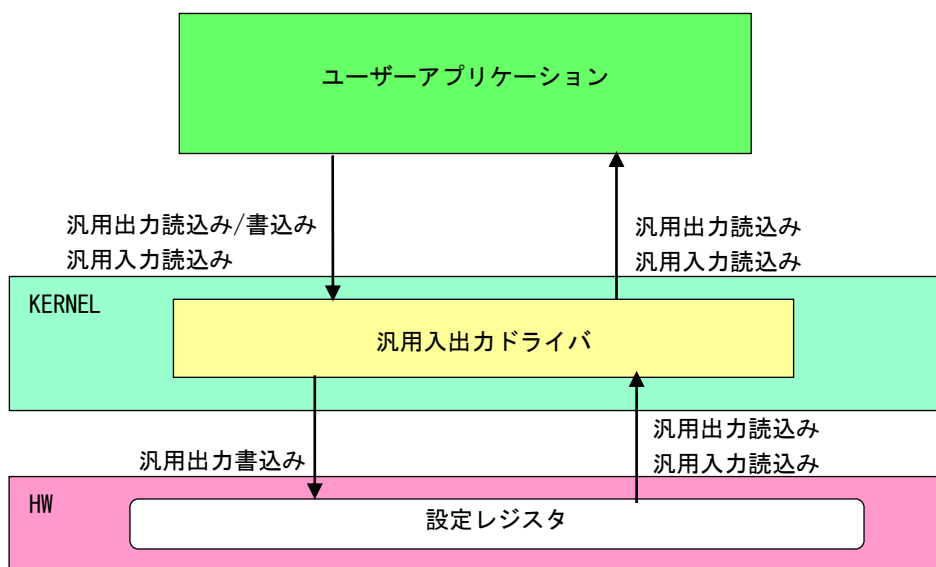 ユーザーアプリケーション
汎用出力読込み/書込み
汎用入力読込み
汎用出力読込み
汎用入力読込み
KERNEL
汎用入出力ドライバ
汎用出力書込み
汎用出力読込み
汎用入力読込み
HW
設定レジスタ